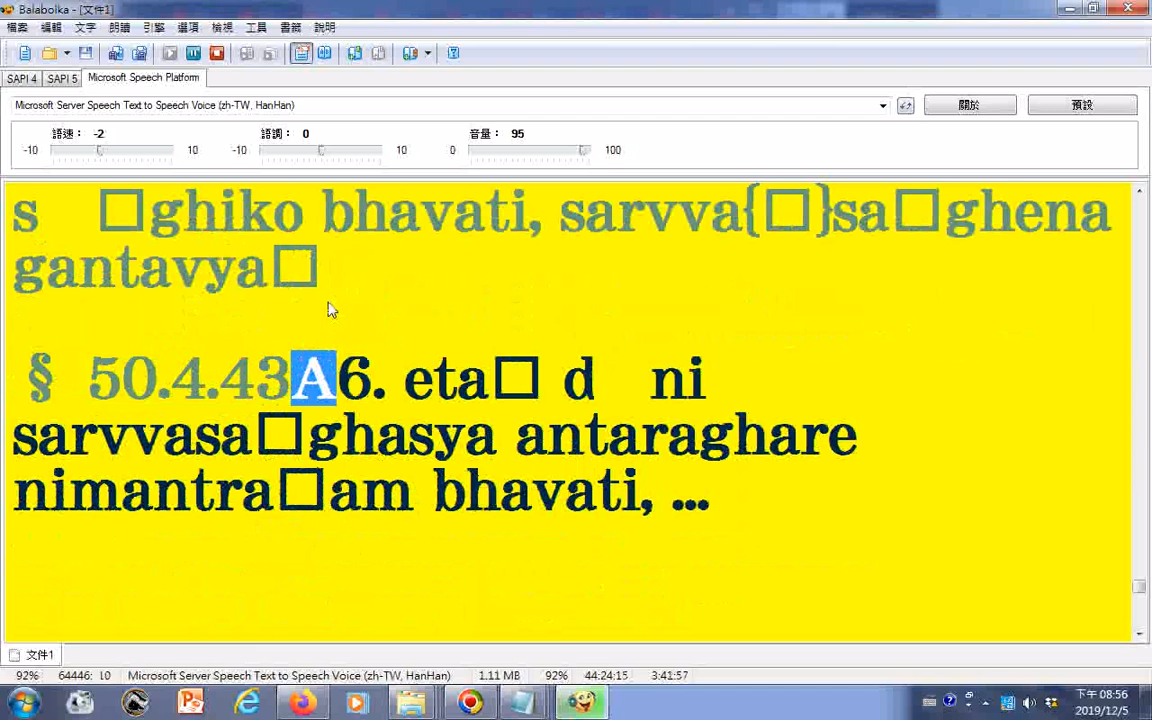 Balabolka - [文件1]
檔案 編輯 文字 朗讀 引擎 選項 檢視 工具 書籤 說明
SAPI 4 SAPI 5 Microsoft Speech Platform
Microsoft Server Speech Text to Speech Voice (zh-TW, HanHan) 關於 預設
語速： -2 語調： 0 音量： 95
-10 10 -10 10 0 100
s □ghiko bhavati, sarvva{□}sa□ghena
gantavya□
§ 50.4.43A6. eta□ d ni
sarvvasa□ghasya antaraghare
nimantra□am bhavati, ...
文件1
92% 64446: 10 Microsoft Server Speech Text to Speech Voice (zh-TW, HanHan) 1.11 MB 92% 44:24:15 3:41:57
下午 08:56
2019/12/5